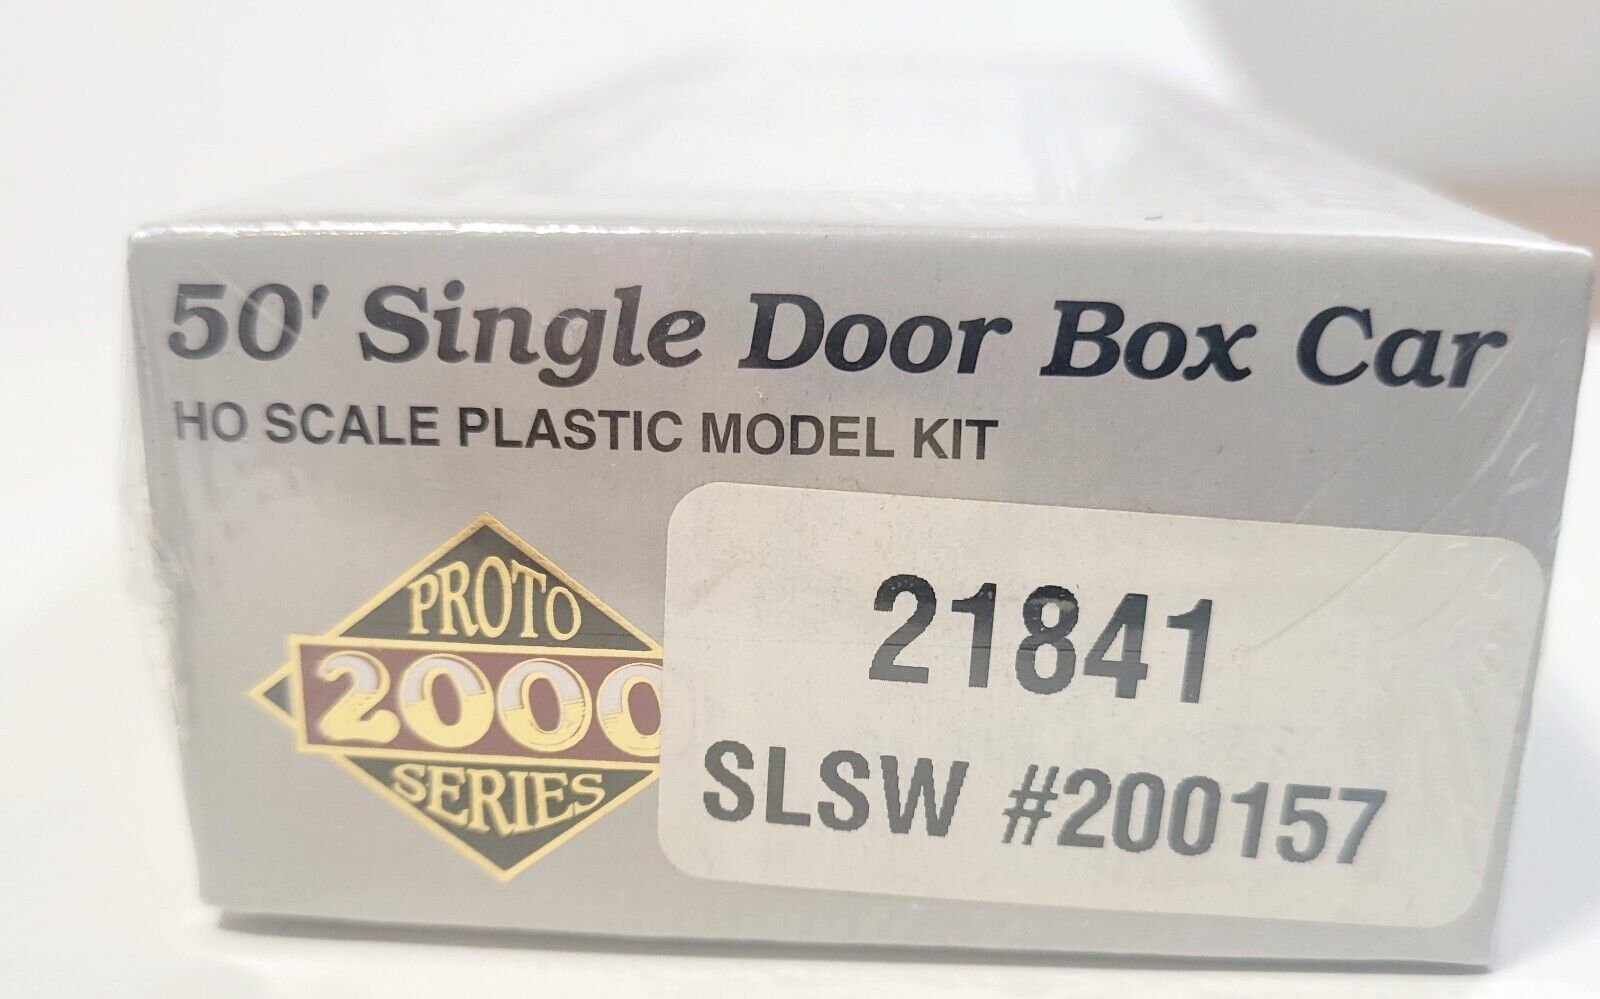 50' Single Door Box Car
HO SCALE PLASTIC MODEL KIT
PROTO
2000
SERIES
21841
SLSW #200157